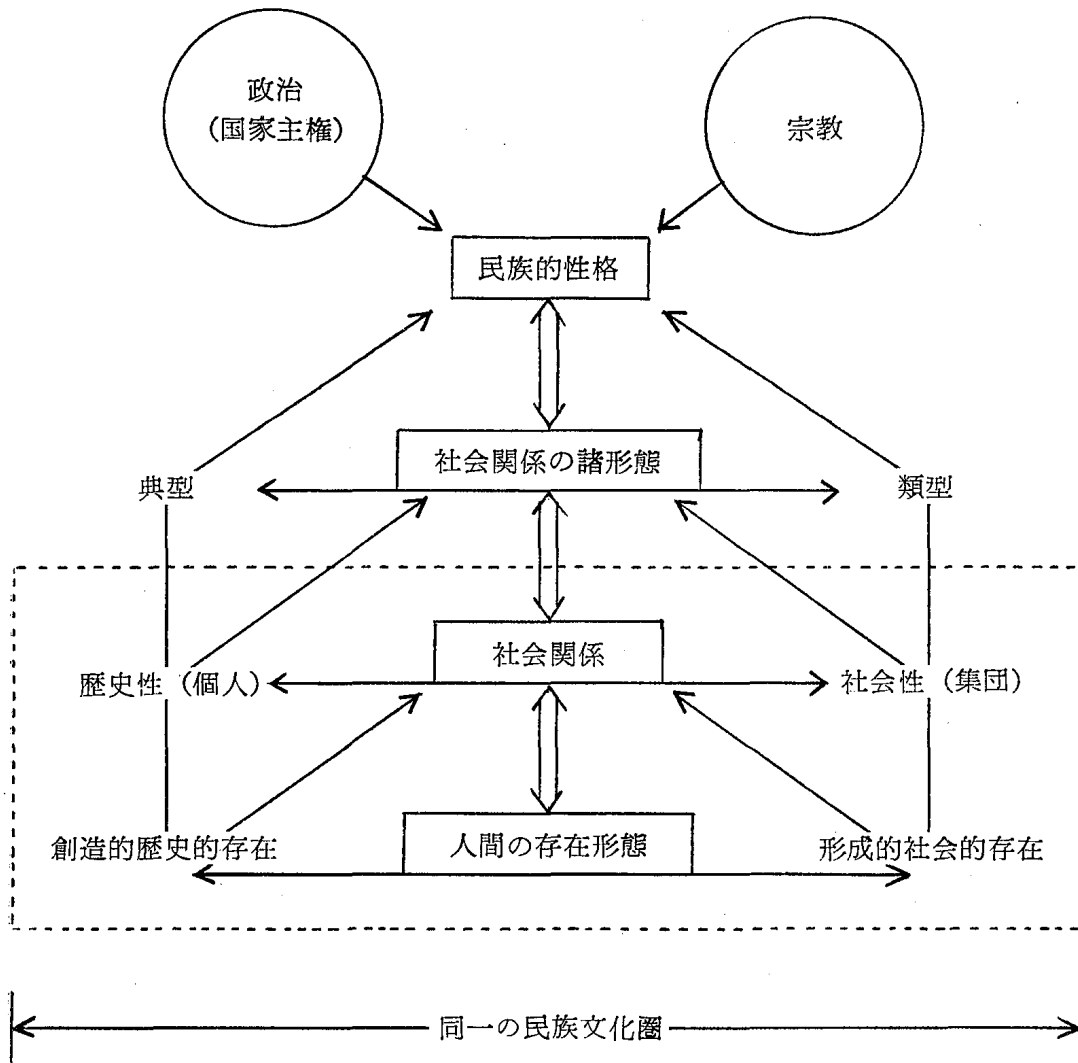 政治
(国家主権)
宗教
民族的性格
社会関係の諸形態
典型
類型
社会関係
歴史性（個人）
社会性（集団）
創造的歴史的存在
人間の存在形態
形成的社会的存在
同一の民族文化圏